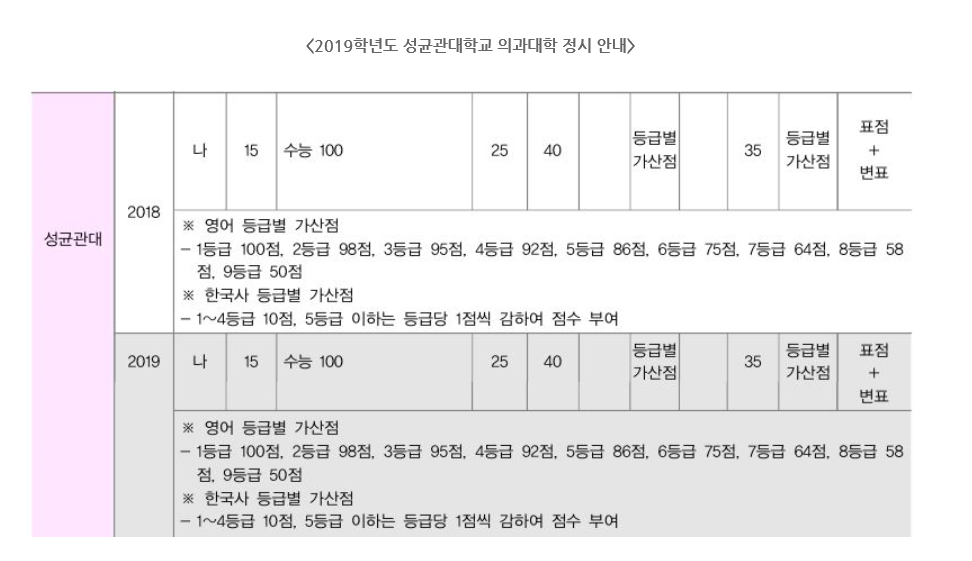 <2019학년도 성균관대학교 의과대학 정시 안내>
성균관대
2018
나 15 수능 100 25 40 등급별 가산점 35 등급별 가산점 표점 + 변표
※ 영어 등급별 가산점
- 1등급 100점, 2등급 98점, 3등급 95점, 4등급 92점, 5등급 86점, 6등급 75점, 7등급 64점, 8등급 58
점, 9등급 50점
※ 한국사 등급별 가산점
- 1~4등급 10점, 5등급 이하는 등급당 1점씩 감하여 점수 부여
2019 나 15 수능 100 25 40 등급별 가산점 35 등급별 가산점 표점 + 변표
※ 영어 등급별 가산점
- 1등급 100점, 2등급 98점, 3등급 95점, 4등급 92점, 5등급 86점, 6등급 75점, 7등급 64점, 8등급 58
점, 9등급 50점
※ 한국사 등급별 가산점
- 1~4등급 10점, 5등급 이하는 등급당 1점씩 감하여 점수 부여